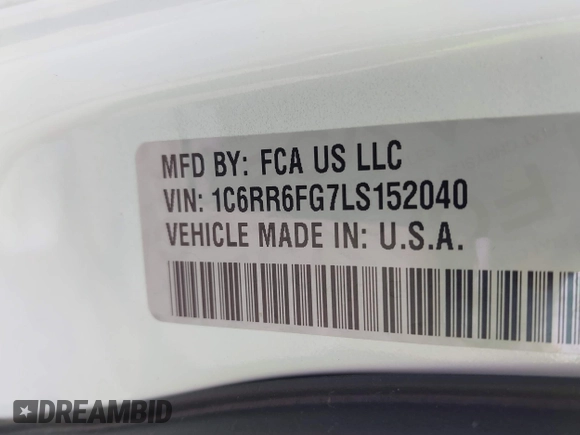 MFD BY: FCA US LLC
VIN: 1C6RR6FG7LS152040
VEHICLE MADE IN: U.S.A.
DREAMBID